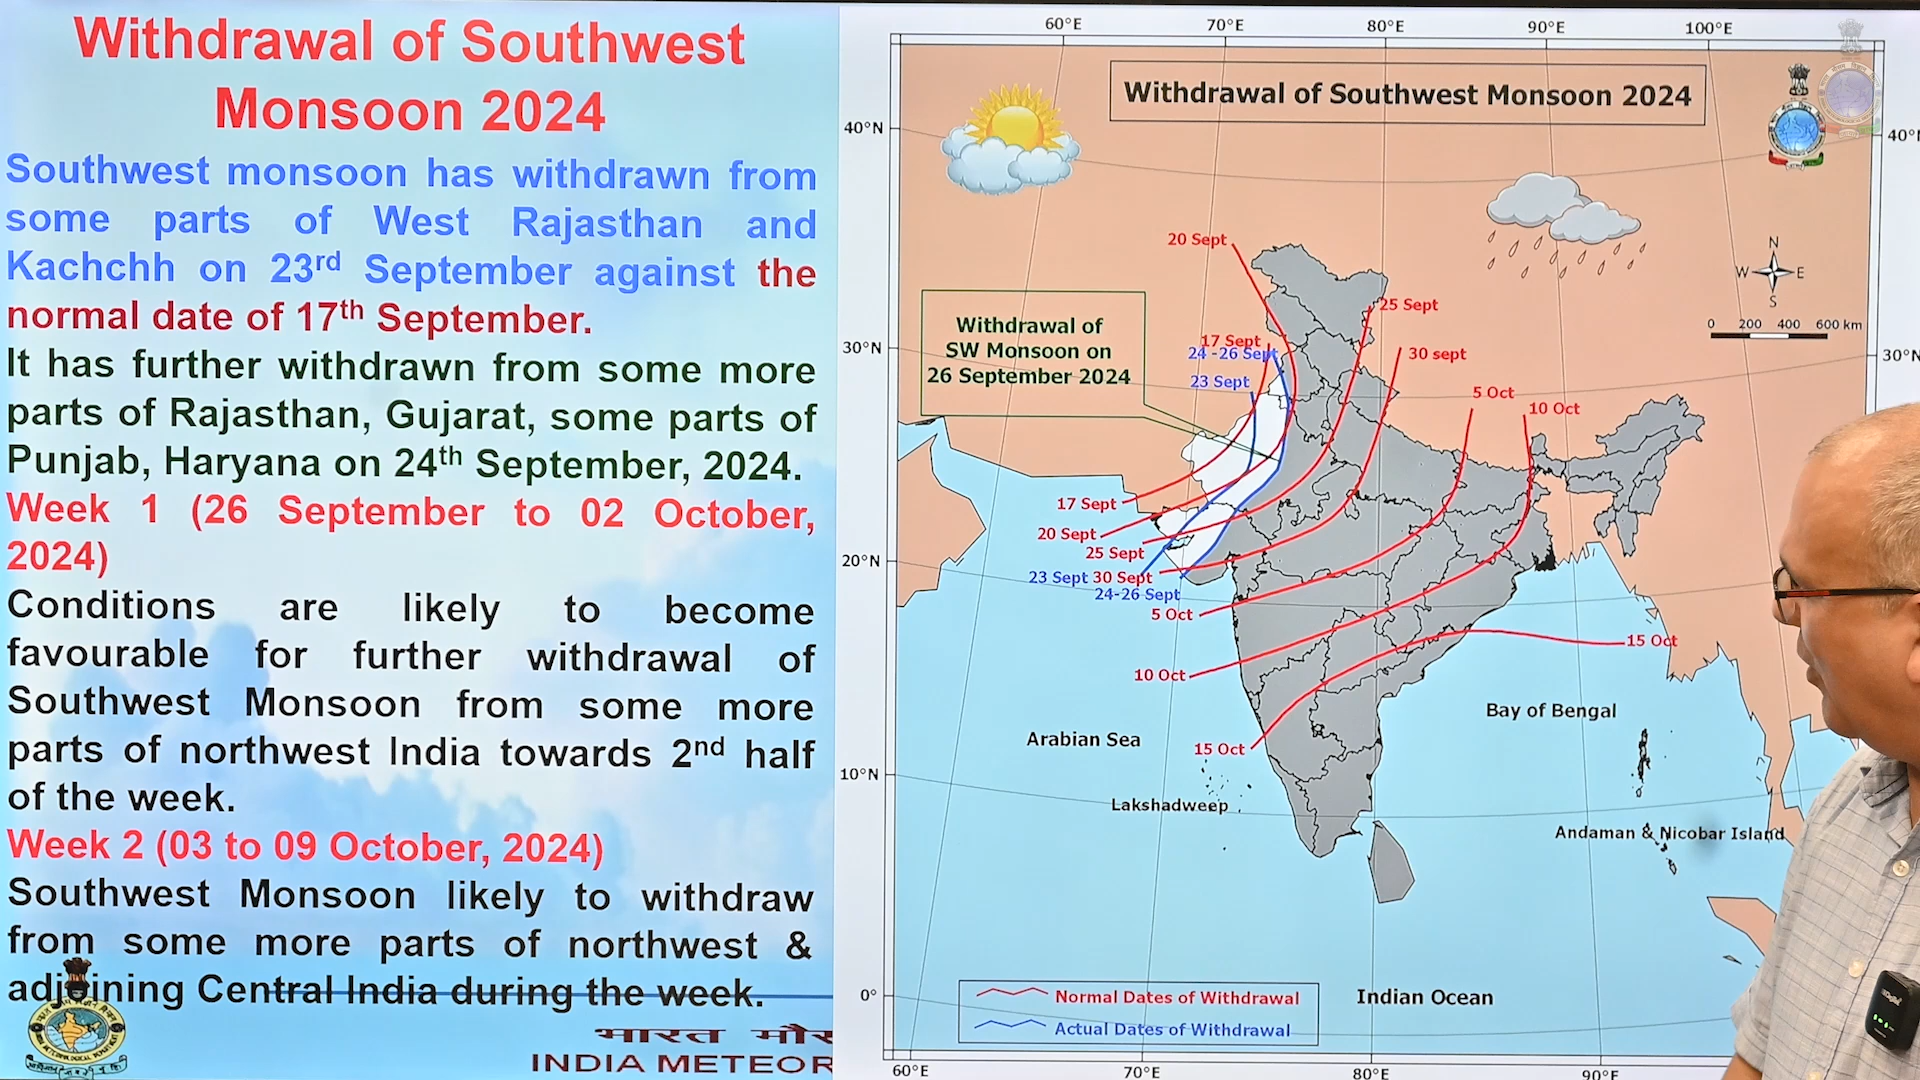 Withdrawal of Southwest
Monsoon 2024
Southwest monsoon has withdrawn from
some parts of West Rajasthan and
Kachchh on 23rd September against the
normal date of 17th September.
It has further withdrawn from some more
parts of Rajasthan, Gujarat, some parts of
Punjab, Haryana on 24th September, 2024.
Week 1 (26 September to 02 October,
2024)
Conditions are likely to become
favourable for further withdrawal of
Southwest Monsoon from some more
parts of northwest India towards 2nd half
of the week.
Week 2 (03 to 09 October, 2024)
Southwest Monsoon likely to withdraw
from some more parts of northwest &
adjoining Central India during the week.
भारत मौस
INDIA METEOR
60°E 70°E 80°E 90°E 100°E
Withdrawal of Southwest Monsoon 2024
40°N
40°N
N
W E
S
0 200 400 600 km
20 Sept
25 Sept
Withdrawal of
SW Monsoon on
26 September 2024
17 Sept
24 -26 Sept
30 sept
30°N
30°N
23 Sept
5 Oct
10 Oct
17 Sept
20 Sept
25 Sept
20°N
23 Sept 30 Sept
24-26 Sept
5 Oct
15 Oct
10 Oct
Bay of Bengal
Arabian Sea
15 Oct
10°N
Lakshadweep
Andaman & Nicobar Island
0°
Normal Dates of Withdrawal
Actual Dates of Withdrawal
Indian Ocean
60°E 70°E 80°E 90°E